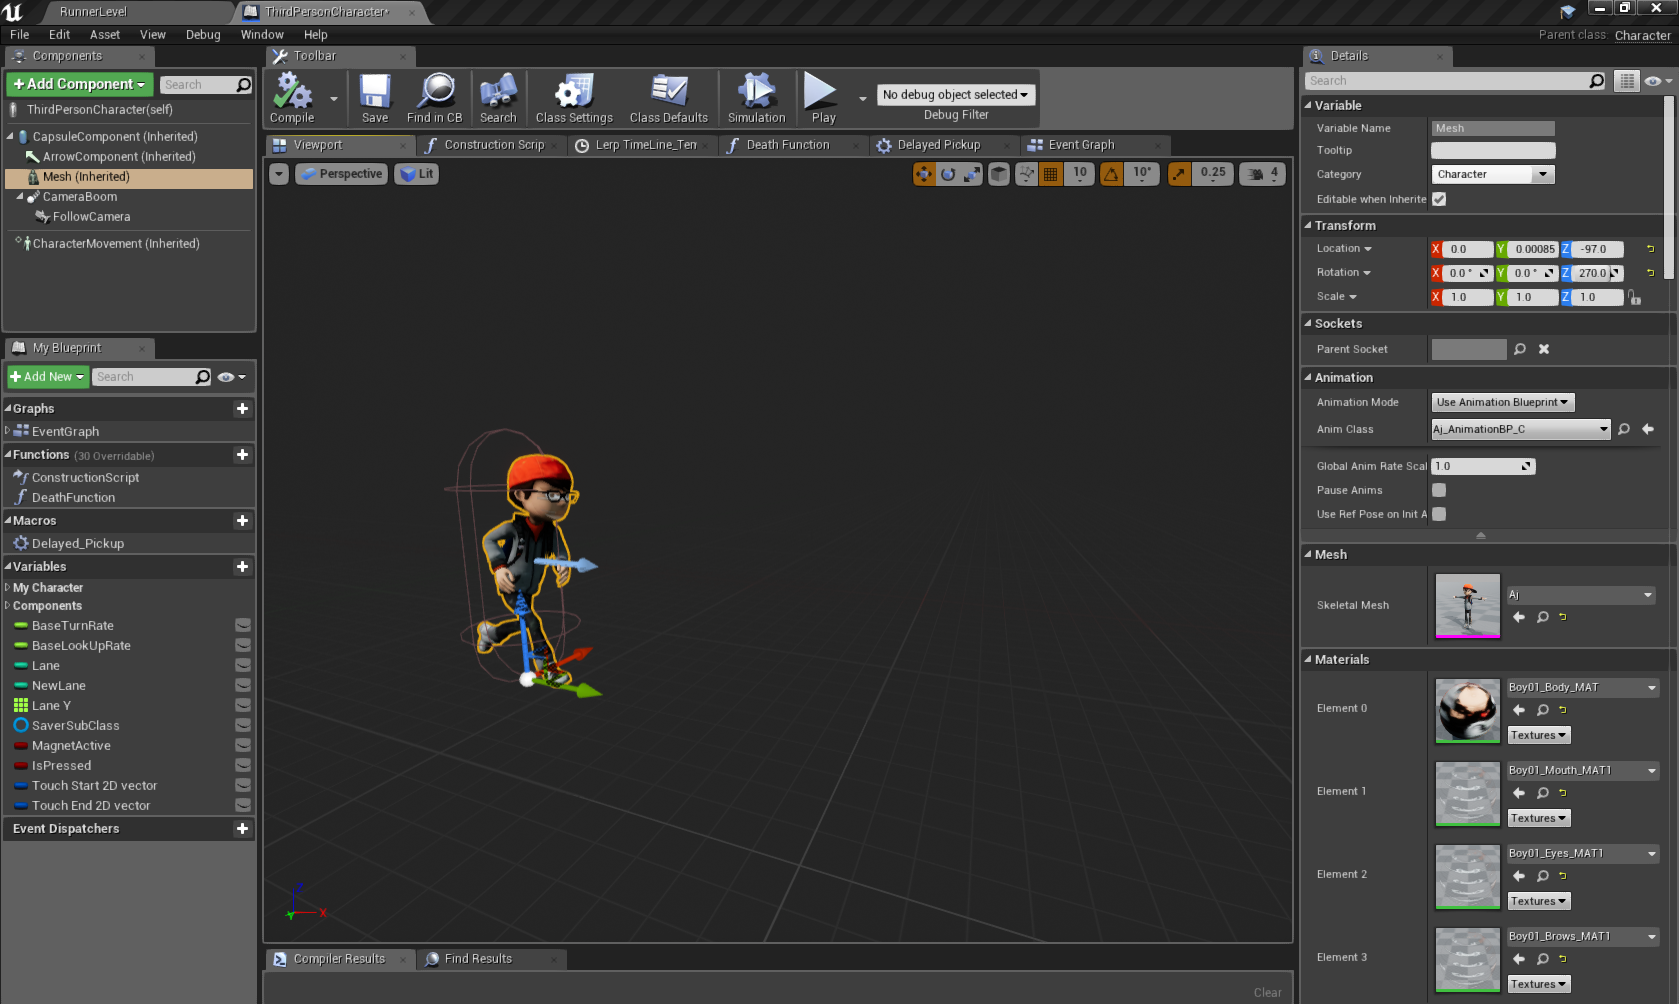 RunnerLevel
ThirdPersonCharacter*
File Edit Asset View Debug Window Help
Parent class: Character
Components
+Add Component
Search
ThirdPersonCharacter(self)
CapsuleComponent (Inherited)
ArrowComponent (Inherited)
Mesh (Inherited)
CameraBoom
FollowCamera
CharacterMovement (Inherited)
My Blueprint
+Add New
Search
Graphs
EventGraph
Functions (30 Overridable)
ConstructionScript
DeathFunction
Macros
Delayed_Pickup
Variables
My Character
Components
BaseTurnRate
BaseLookUpRate
Lane
NewLane
Lane Y
SaverSubClass
MagnetActive
IsPressed
Touch Start 2D vector
Touch End 2D vector
Event Dispatchers
Toolbar
Compile
Save
Find in CB
Search
Class Settings
Class Defaults
Simulation
Play
No debug object selected
Debug Filter
Viewport
Construction Scrip
Lerp TimeLine_Ten
Death Function
Delayed Pickup
Event Graph
Perspective
Lit
10
10°
0.25
4
Z
X
Y
Compiler Results
Find Results
Clear
Details
Search
Variable
Variable Name Mesh
Tooltip
Category Character
Editable when Inherite
Transform
Location X 0.0 Y 0.00085 Z -97.0
Rotation X 0.0 ° Y 0.0 ° Z 270.0
Scale X 1.0 Y 1.0 Z 1.0
Sockets
Parent Socket
Animation
Animation Mode Use Animation Blueprint
Anim Class Aj_AnimationBP_C
Global Anim Rate Scal 1.0
Pause Anims
Use Ref Pose on Init A
Mesh
Skeletal Mesh Aj
Materials
Element 0 Boy01_Body_MAT
Textures
Element 1 Boy01_Mouth_MAT1
Textures
Element 2 Boy01_Eyes_MAT1
Textures
Element 3 Boy01_Brows_MAT1
Textures